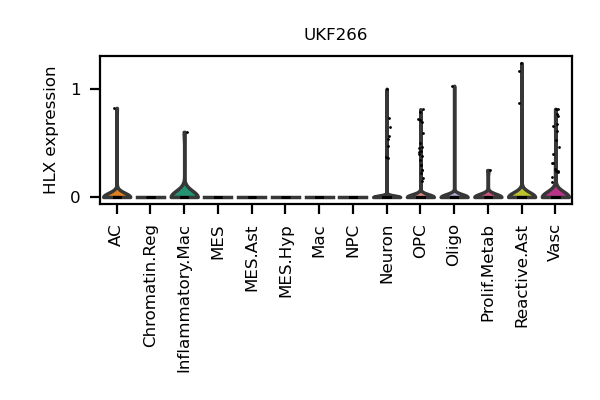 UKF266
HLX expression
1
0
AC
Chromatin.Reg
Inflammatory.Mac
MES
MES.Ast
MES.Hyp
Mac
NPC
Neuron
OPC
Oligo
Prolif.Metab
Reactive.Ast
Vasc